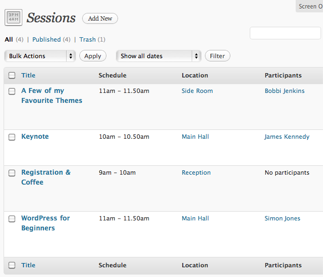 Screen O
OPEN
8AM!!
Sessions Add New
All (4) | Published (4) | Trash (1)
Bulk Actions Apply Show all dates Filter
Title Schedule Location Participants
A Few of my 11am – 11.50am Side Room Bobbi Jenkins
Favourite Themes
Keynote 10am – 10.50am Main Hall James Kennedy
Registration & 9am – 10am Reception No participants
Coffee
WordPress for 11am – 11.50am Main Hall Simon Jones
Beginners
Title Schedule Location Participants